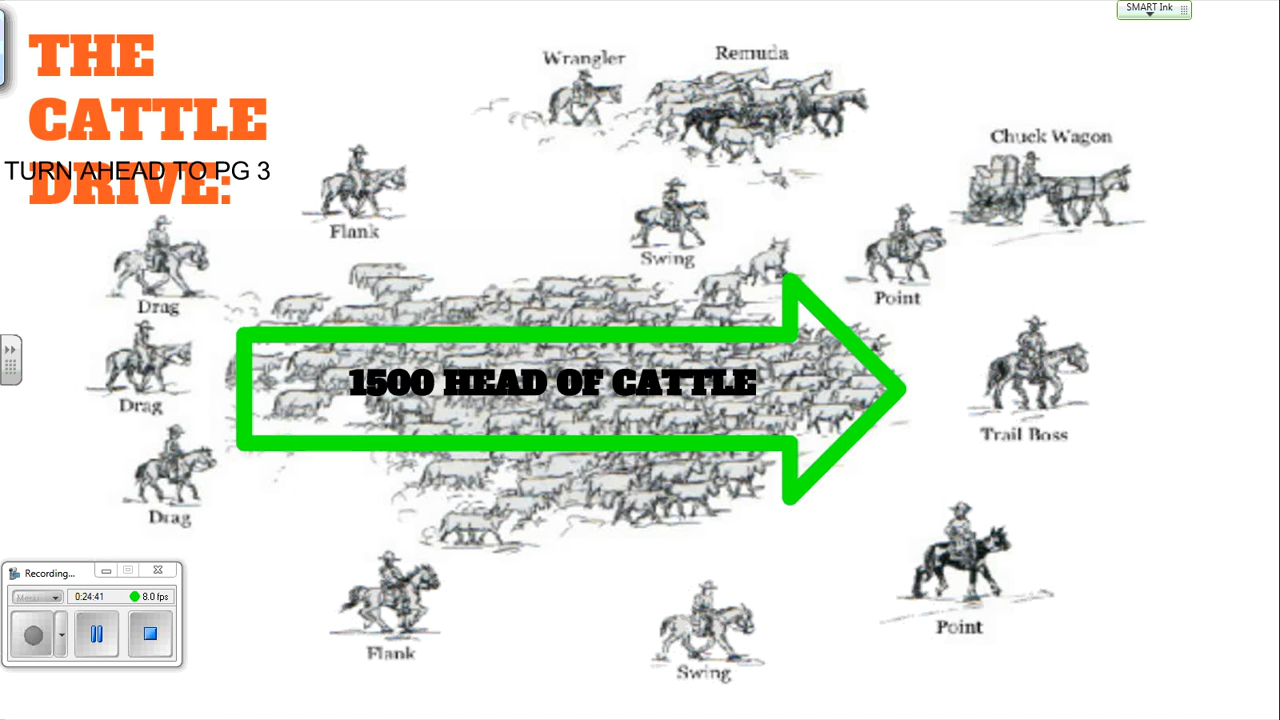 SMART Ink
THE
CATTLE
DRIVE:
TURN AHEAD TO PG 3
Wrangler
Remuda
Chuck Wagon
Flank
Swing
Point
Drag
1500 HEAD OF CATTLE
Drag
Trail Boss
Drag
Flank
Swing
Point
Recording...
Menu
0:24:41
8.0 fps